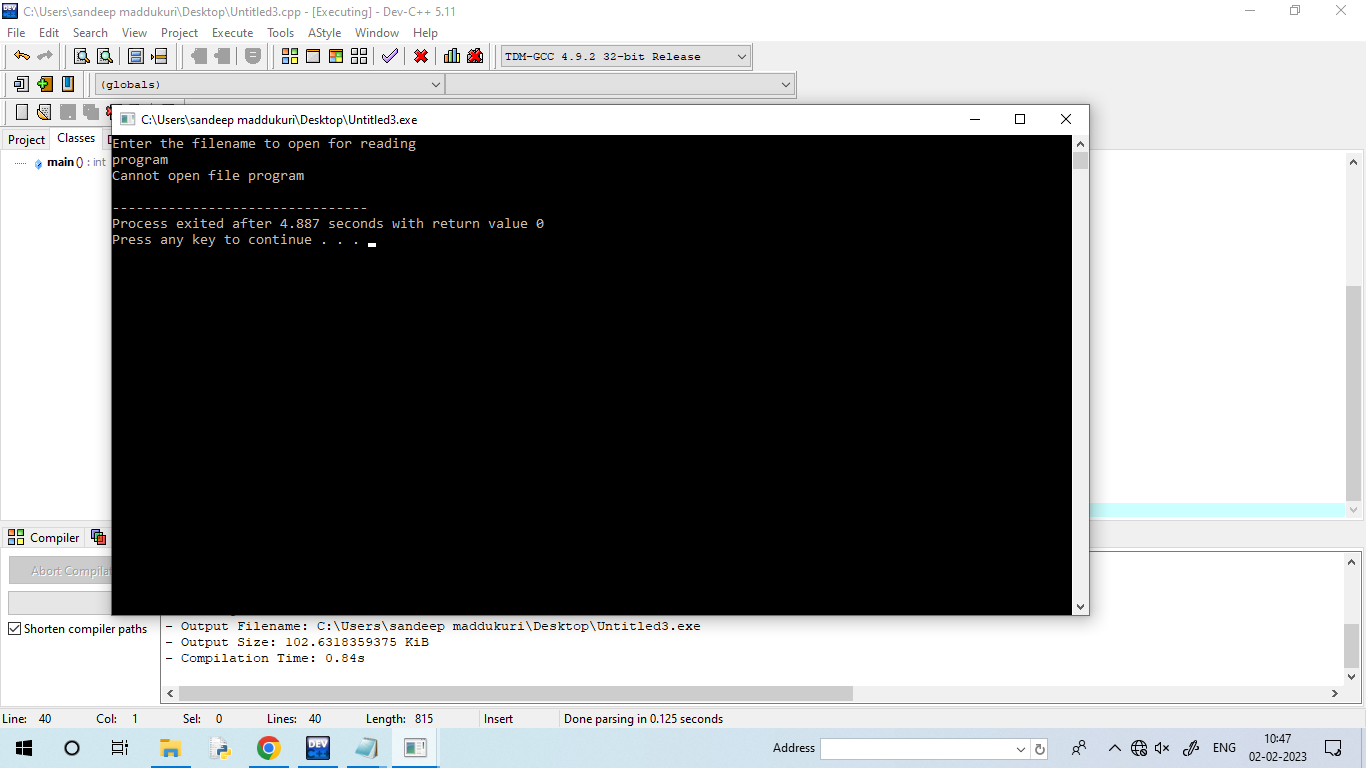 C:\Users\sandeep maddukuri\Desktop\Untitled3.cpp - [Executing] - Dev-C++ 5.11
File Edit Search View Project Execute Tools AStyle Window Help
TDM-GCC 4.9.2 32-bit Release
(globals)
C:\Users\sandeep maddukuri\Desktop\Untitled3.exe
Project Classes
main () : int
Enter the filename to open for reading
program
Cannot open file program
--------------------------------
Process exited after 4.887 seconds with return value 0
Press any key to continue . . .
Compiler
Abort Compilat
Shorten compiler paths
- Output Filename: C:\Users\sandeep maddukuri\Desktop\Untitled3.exe
- Output Size: 102.6318359375 KiB
- Compilation Time: 0.84s
Line: 40 Col: 1 Sel: 0 Lines: 40 Length: 815 Insert Done parsing in 0.125 seconds
DEV C++
Address
ENG
10:47
02-02-2023